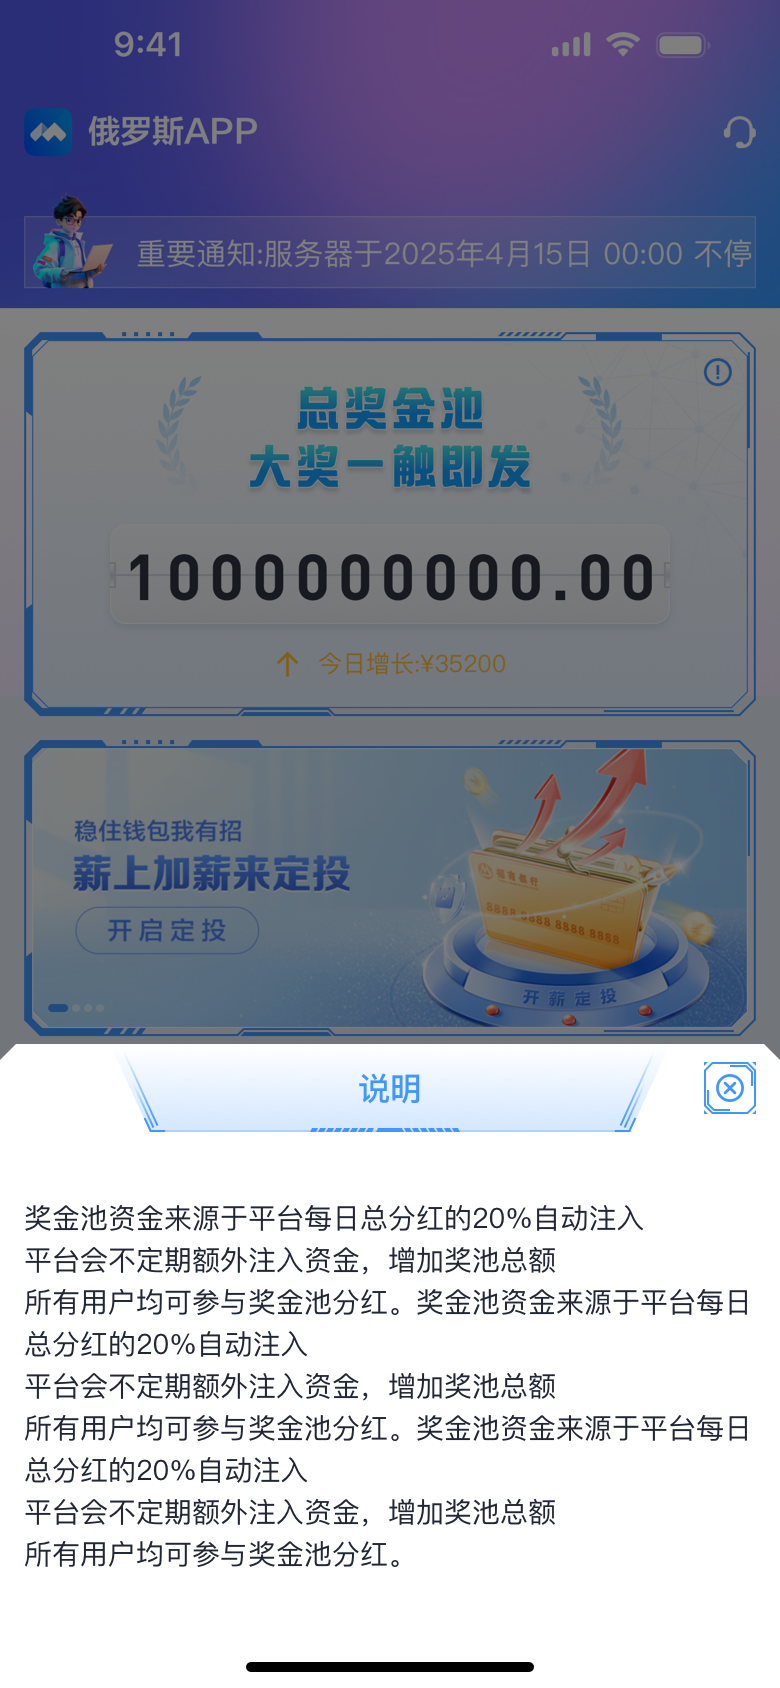 9:41
俄罗斯APP
重要通知:服务器于2025年4月15日 00:00 不停
总奖金池
大奖一触即发
1000000000.00
今日增长:¥35200
稳住钱包我有招
薪上加薪来定投
开启定投
8888 8888 8888 8888
开薪定投
说明
奖金池资金来源于平台每日总分红的20%自动注入
平台会不定期额外注入资金，增加奖池总额
所有用户均可参与奖金池分红。奖金池资金来源于平台每日
总分红的20%自动注入
平台会不定期额外注入资金，增加奖池总额
所有用户均可参与奖金池分红。奖金池资金来源于平台每日
总分红的20%自动注入
平台会不定期额外注入资金，增加奖池总额
所有用户均可参与奖金池分红。